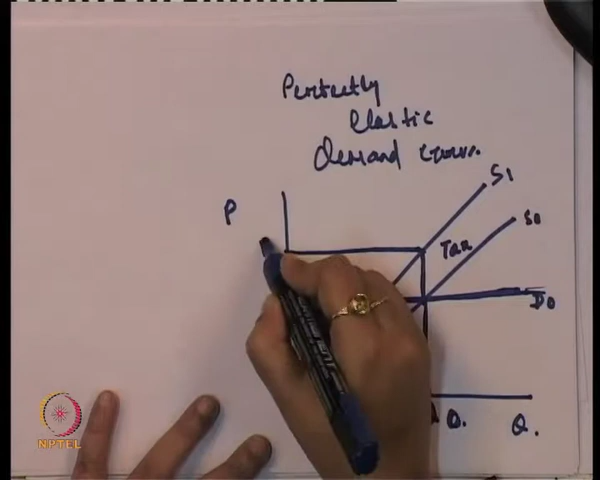 Perfectly
Elastic
Demand Curve.
S1
P
S0
Tax
D0
Q.
NPTEL